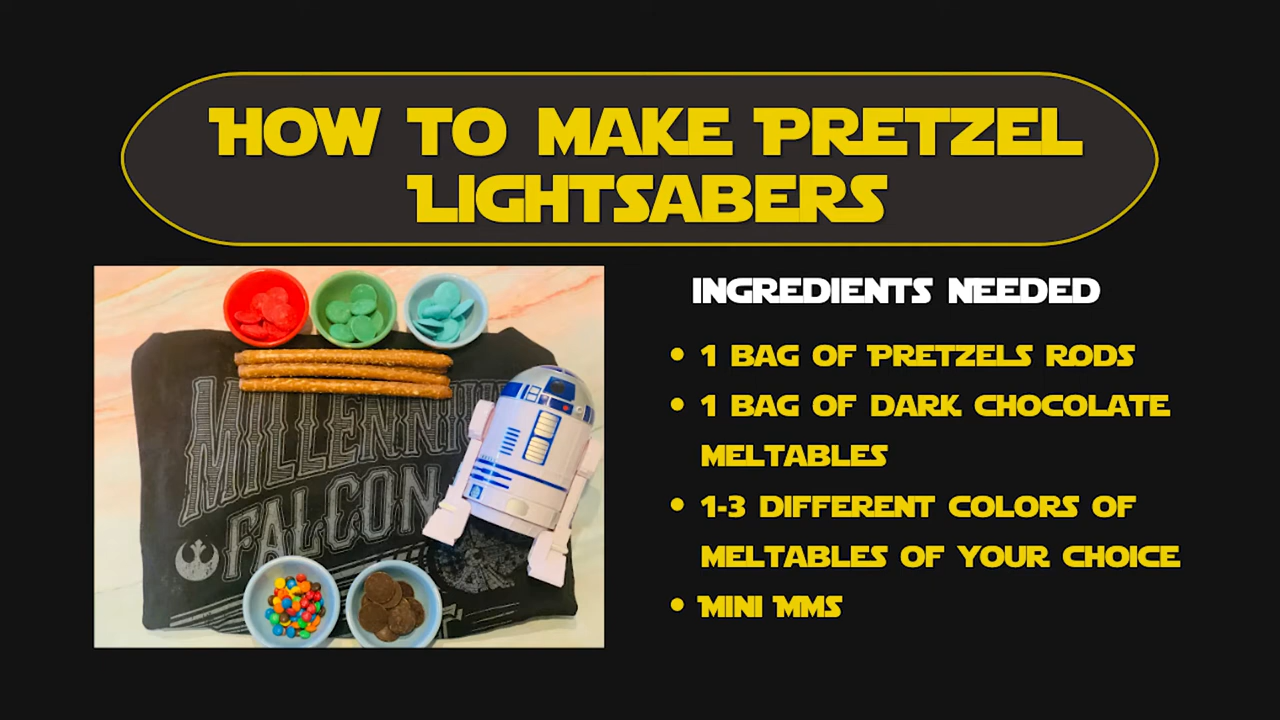 How to make Pretzel
Lightsabers
Ingredients Needed
• 1 bag of Pretzels Rods
• 1 bag of dark chocolate
meltables
• 1-3 different colors of
meltables of your choice
• Mini Mms
Millennium
Falcon